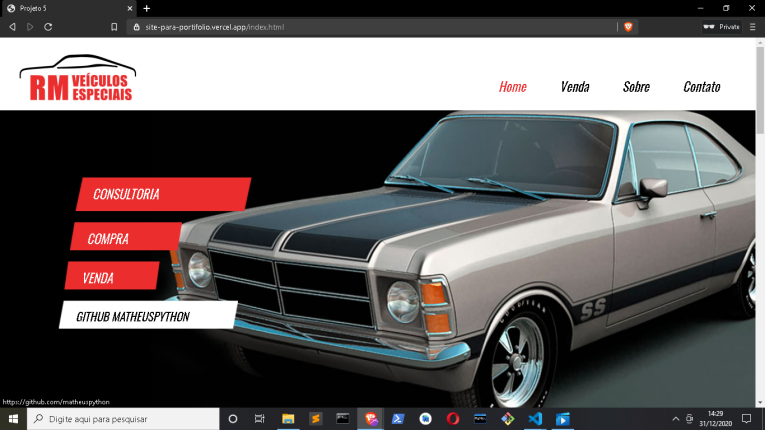 Projeto 5
site-para-portifolio.vercel.app/index.html
Private
RM VEÍCULOS
ESPECIAIS
Home Venda Sobre Contato
CONSULTORIA
COMPRA
VENDA
GITHUB MATHEUSPYTHON
GOODYEAR
SS
https://github.com/matheuspython
Digite aqui para pesquisar
14:29
31/12/2020